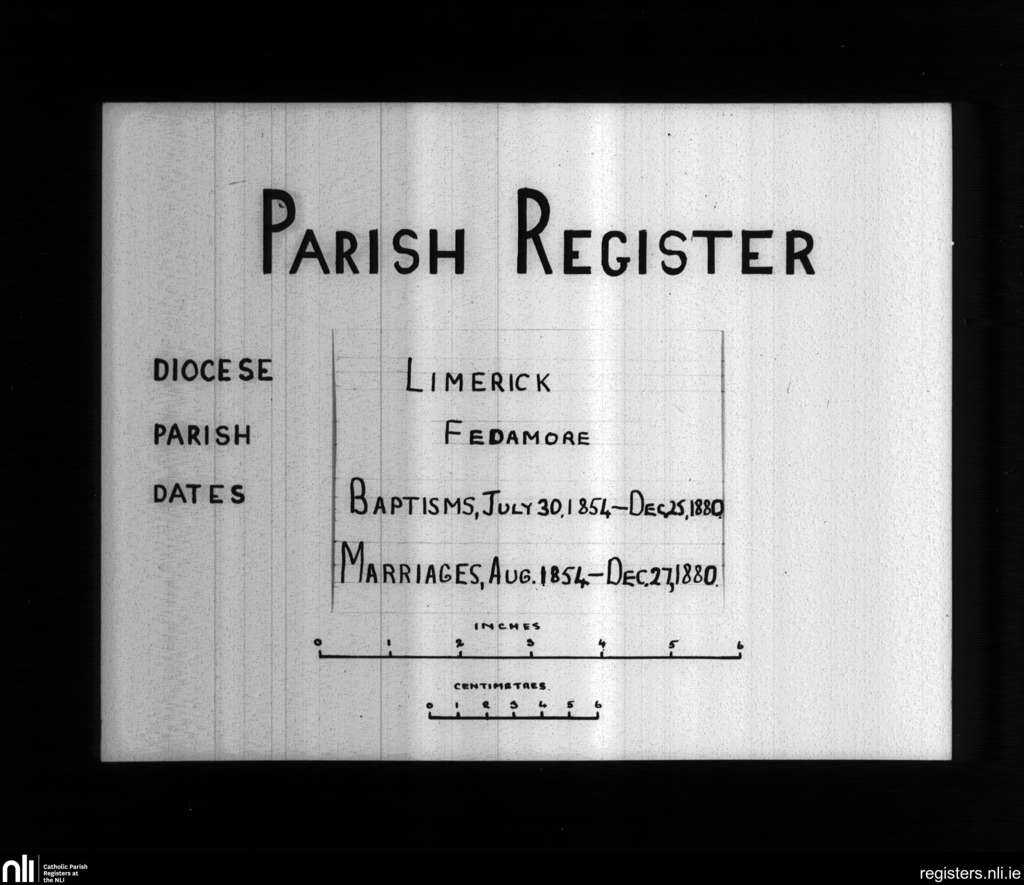 PARISH REGISTER
DIOCESE LIMERICK
PARISH FEDAMORE
DATES BAPTISMS, JULY 30, 1854–DEC. 25, 1880.
MARRIAGES, AUG. 1854–DEC. 27, 1880.
INCHES
0 1 2 3 4 5 6
CENTIMETRES
0 1 2 3 4 5 6
nli Catholic Parish
Registers at
the NLI
registers.nli.ie